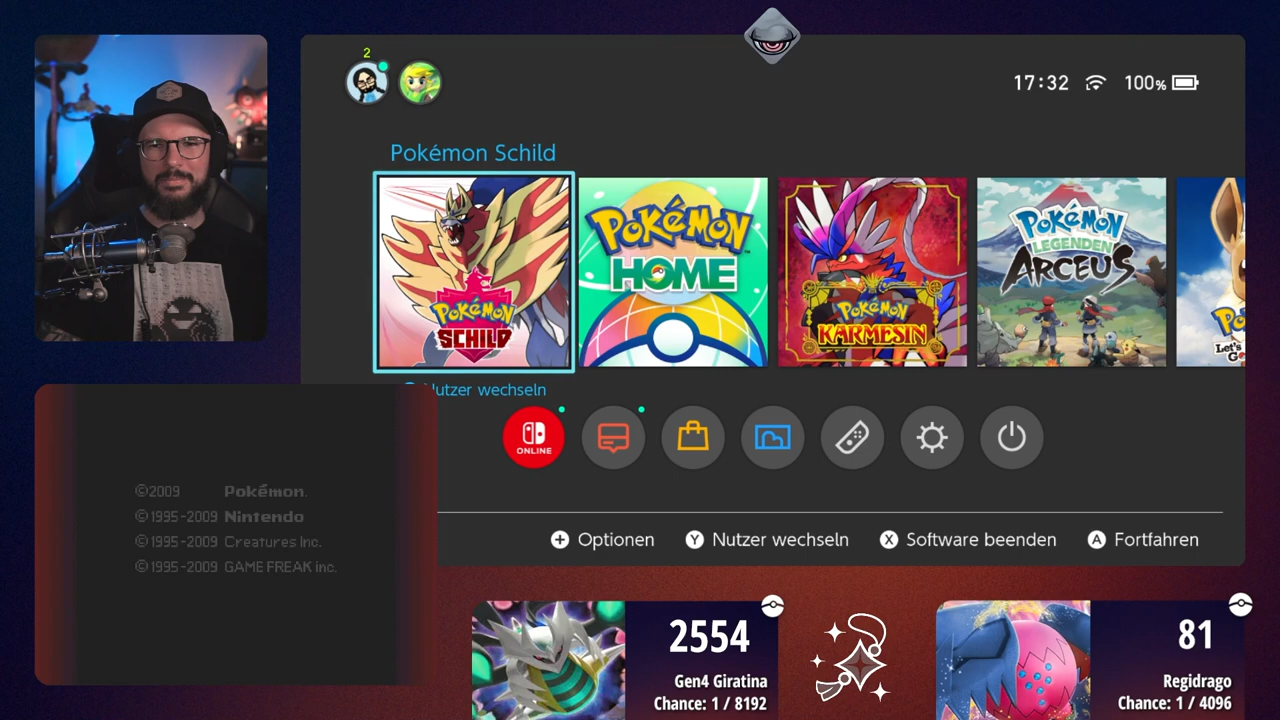 2
17:32
100%
Pokémon Schild
POKéMON
SCHILD
POKéMON
HOME
POKéMON
KARMESIN
POKéMON
LEGENDEN
ARCEUS
Let's
Nutzer wechseln
ONLINE
©2009 Pokémon.
©1995-2009 Nintendo
©1995-2009 Creatures Inc.
©1995-2009 GAME FREAK inc.
+ Optionen
Y Nutzer wechseln
X Software beenden
A Fortfahren
2554
Gen4 Giratina
Chance: 1 / 8192
81
Regidrago
Chance: 1 / 4096